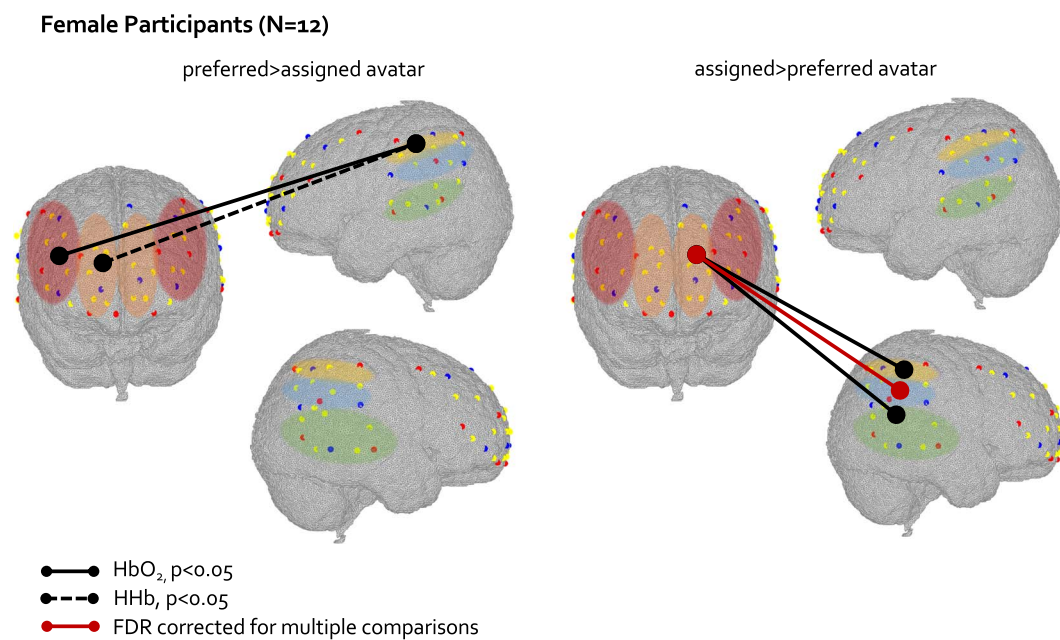 Female Participants (N=12)
preferred>assigned avatar
assigned>preferred avatar
HbO₂, p<0.05
HHb, p<0.05
FDR corrected for multiple comparisons